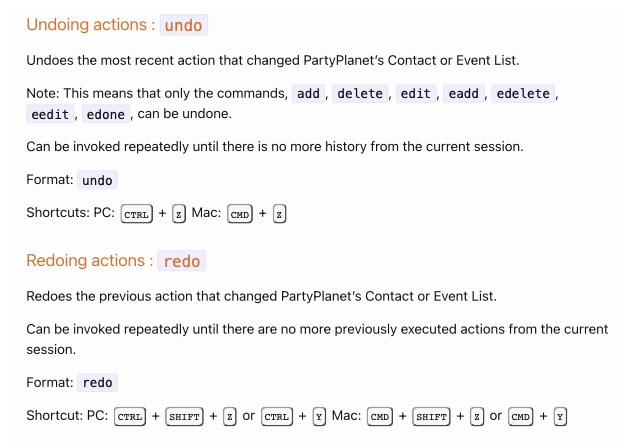 Undoing actions : undo
Undoes the most recent action that changed PartyPlanet's Contact or Event List.
Note: This means that only the commands, add , delete , edit , eadd , edelete ,
eedit , edone , can be undone.
Can be invoked repeatedly until there is no more history from the current session.
Format: undo
Shortcuts: PC: CTRL + Z Mac: CMD + Z
Redoing actions : redo
Redoes the previous action that changed PartyPlanet's Contact or Event List.
Can be invoked repeatedly until there are no more previously executed actions from the current
session.
Format: redo
Shortcut: PC: CTRL + SHIFT + Z or CTRL + Y Mac: CMD + SHIFT + Z or CMD + Y